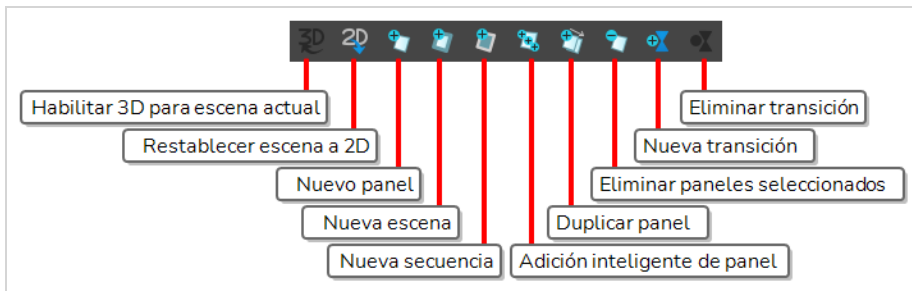 3D
2D
Habilitar 3D para escena actual
Eliminar transición
Restablecer escena a 2D
Nueva transición
Nuevo panel
Eliminar paneles seleccionados
Nueva escena
Duplicar panel
Nueva secuencia
Adición inteligente de panel